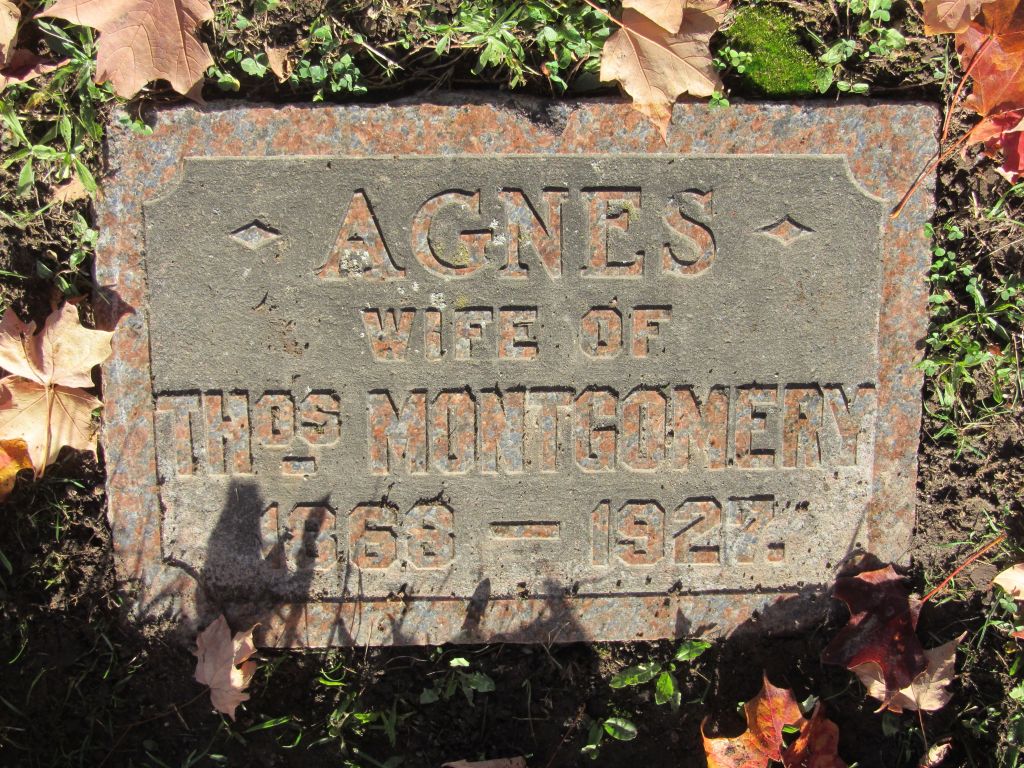 AGNES
WIFE OF
THOS MONTGOMERY
1868 – 1927.